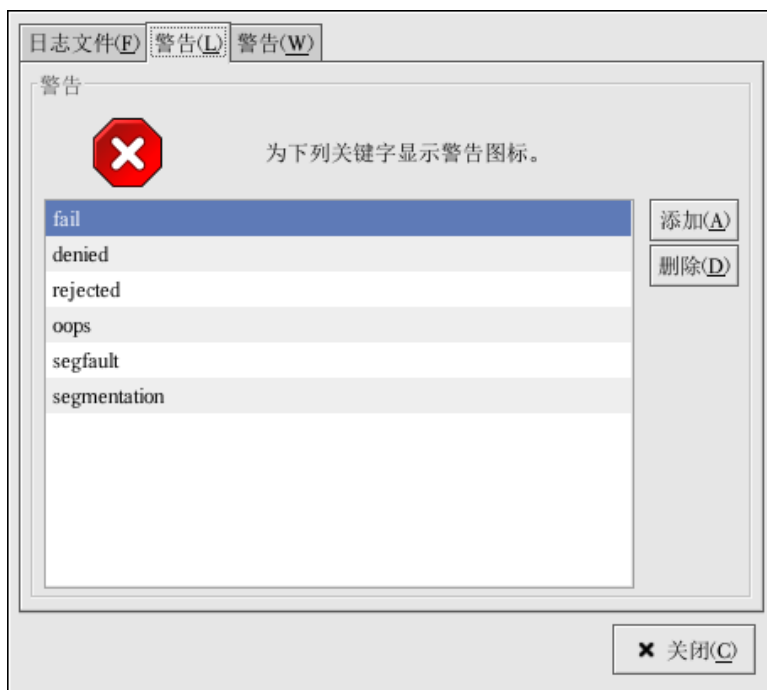 日志文件(F) 警告(L) 警告(W)
警告
为下列关键字显示警告图标。
fail
denied
rejected
oops
segfault
segmentation
添加(A)
删除(D)
关闭(C)